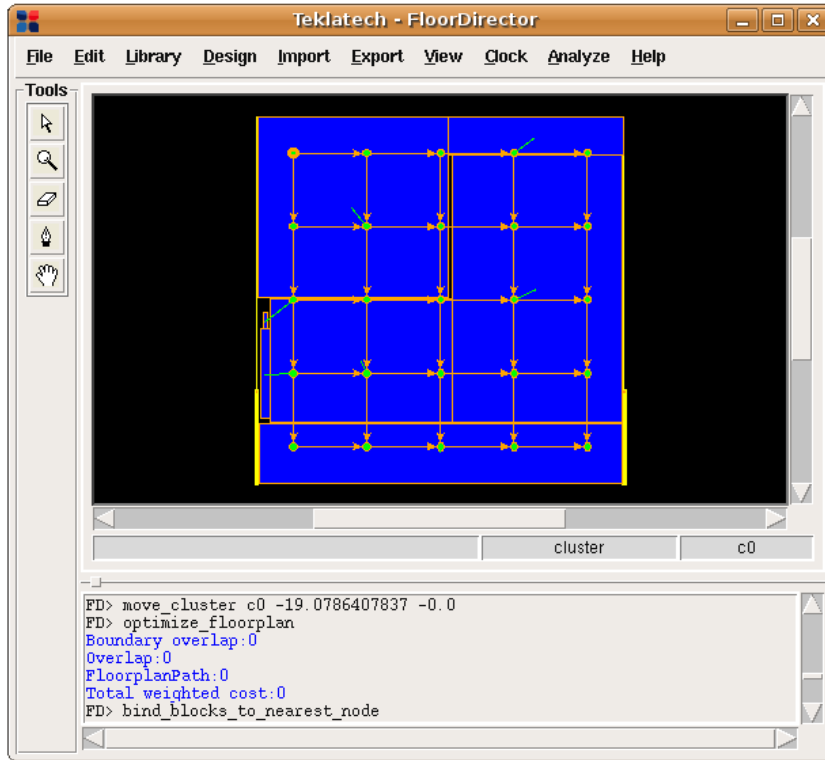 Teklatech - FloorDirector
File Edit Library Design Import Export View Clock Analyze Help
Tools
cluster c0
FD> move_cluster c0 -19.0786407837 -0.0
FD> optimize_floorplan
Boundary overlap:0
Overlap:0
FloorplanPath:0
Total weighted cost:0
FD> bind_blocks_to_nearest_node